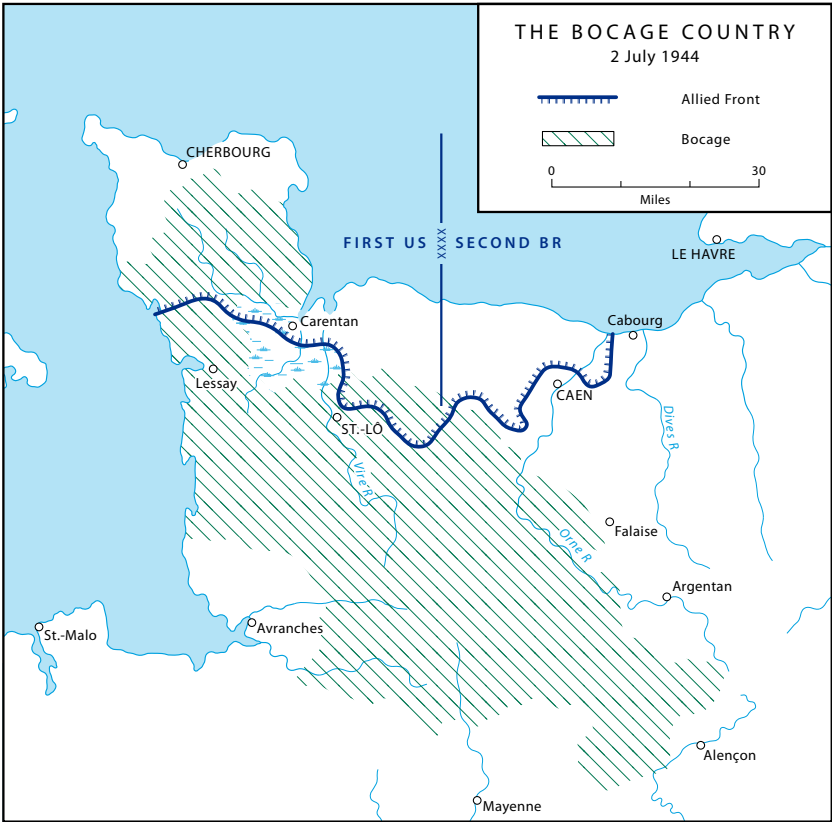 THE BOCAGE COUNTRY
2 July 1944
Allied Front
Bocage
0 30
Miles
CHERBOURG
FIRST US XXXX SECOND BR
LE HAVRE
Carentan
Cabourg
Lessay
CAEN
ST.-LÔ
Dives R
Vire R
Falaise
Orne R
Argentan
St.-Malo
Avranches
Alençon
Mayenne